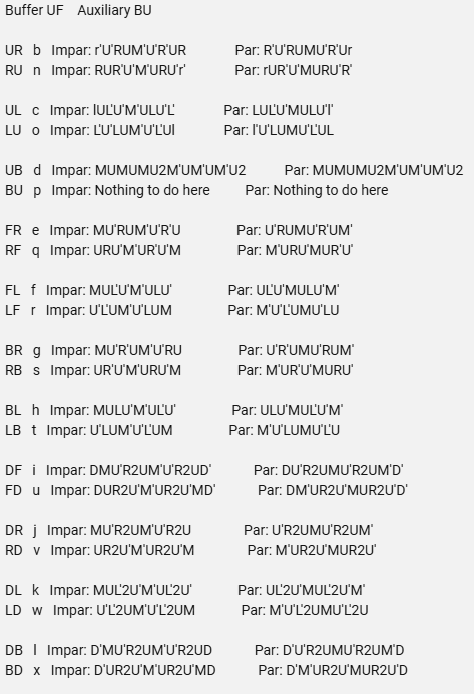 Buffer UF Auxiliary BU
UR b Impar: r'U'RUM'U'R'UR Par: R'U'RUMU'R'Ur
RU n Impar: RUR'U'M'URU'r' Par: rUR'U'MURU'R'
UL c Impar: lUL'U'M'ULU'L' Par: LUL'U'MULU'l'
LU o Impar: L'U'LUM'U'L'Ul Par: l'U'LUMU'L'UL
UB d Impar: MUMUMU2M'UM'UM'U2 Par: MUMUMU2M'UM'UM'U2
BU p Impar: Nothing to do here Par: Nothing to do here
FR e Impar: MU'RUM'U'R'U Par: U'RUMU'R'UM'
RF q Impar: URU'M'UR'U'M Par: M'URU'MUR'U'
FL f Impar: MUL'U'M'ULU' Par: UL'U'MULU'M'
LF r Impar: U'L'UM'U'LUM Par: M'U'L'UMU'LU
BR g Impar: MU'R'UM'U'RU Par: U'R'UMU'RUM'
RB s Impar: UR'U'M'URU'M Par: M'UR'U'MURU'
BL h Impar: MULU'M'UL'U' Par: ULU'MUL'U'M'
LB t Impar: U'LUM'U'L'UM Par: M'U'LUMU'L'U
DF i Impar: DMU'R2UM'U'R2UD' Par: DU'R2UMU'R2UM'D'
FD u Impar: DUR2U'M'UR2U'MD' Par: DM'UR2U'MUR2U'D'
DR j Impar: MU'R2UM'U'R2U Par: U'R2UMU'R2UM'
RD v Impar: UR2U'M'UR2U'M Par: M'UR2U'MUR2U'
DL k Impar: MUL'2U'M'UL'2U' Par: UL'2U'MUL'2U'M'
LD w Impar: U'L'2UM'U'L'2UM Par: M'U'L'2UMU'L'2U
DB l Impar: D'MU'R2UM'U'R2UD Par: D'U'R2UMU'R2UM'D
BD x Impar: D'UR2U'M'UR2U'MD Par: D'M'UR2U'MUR2U'D